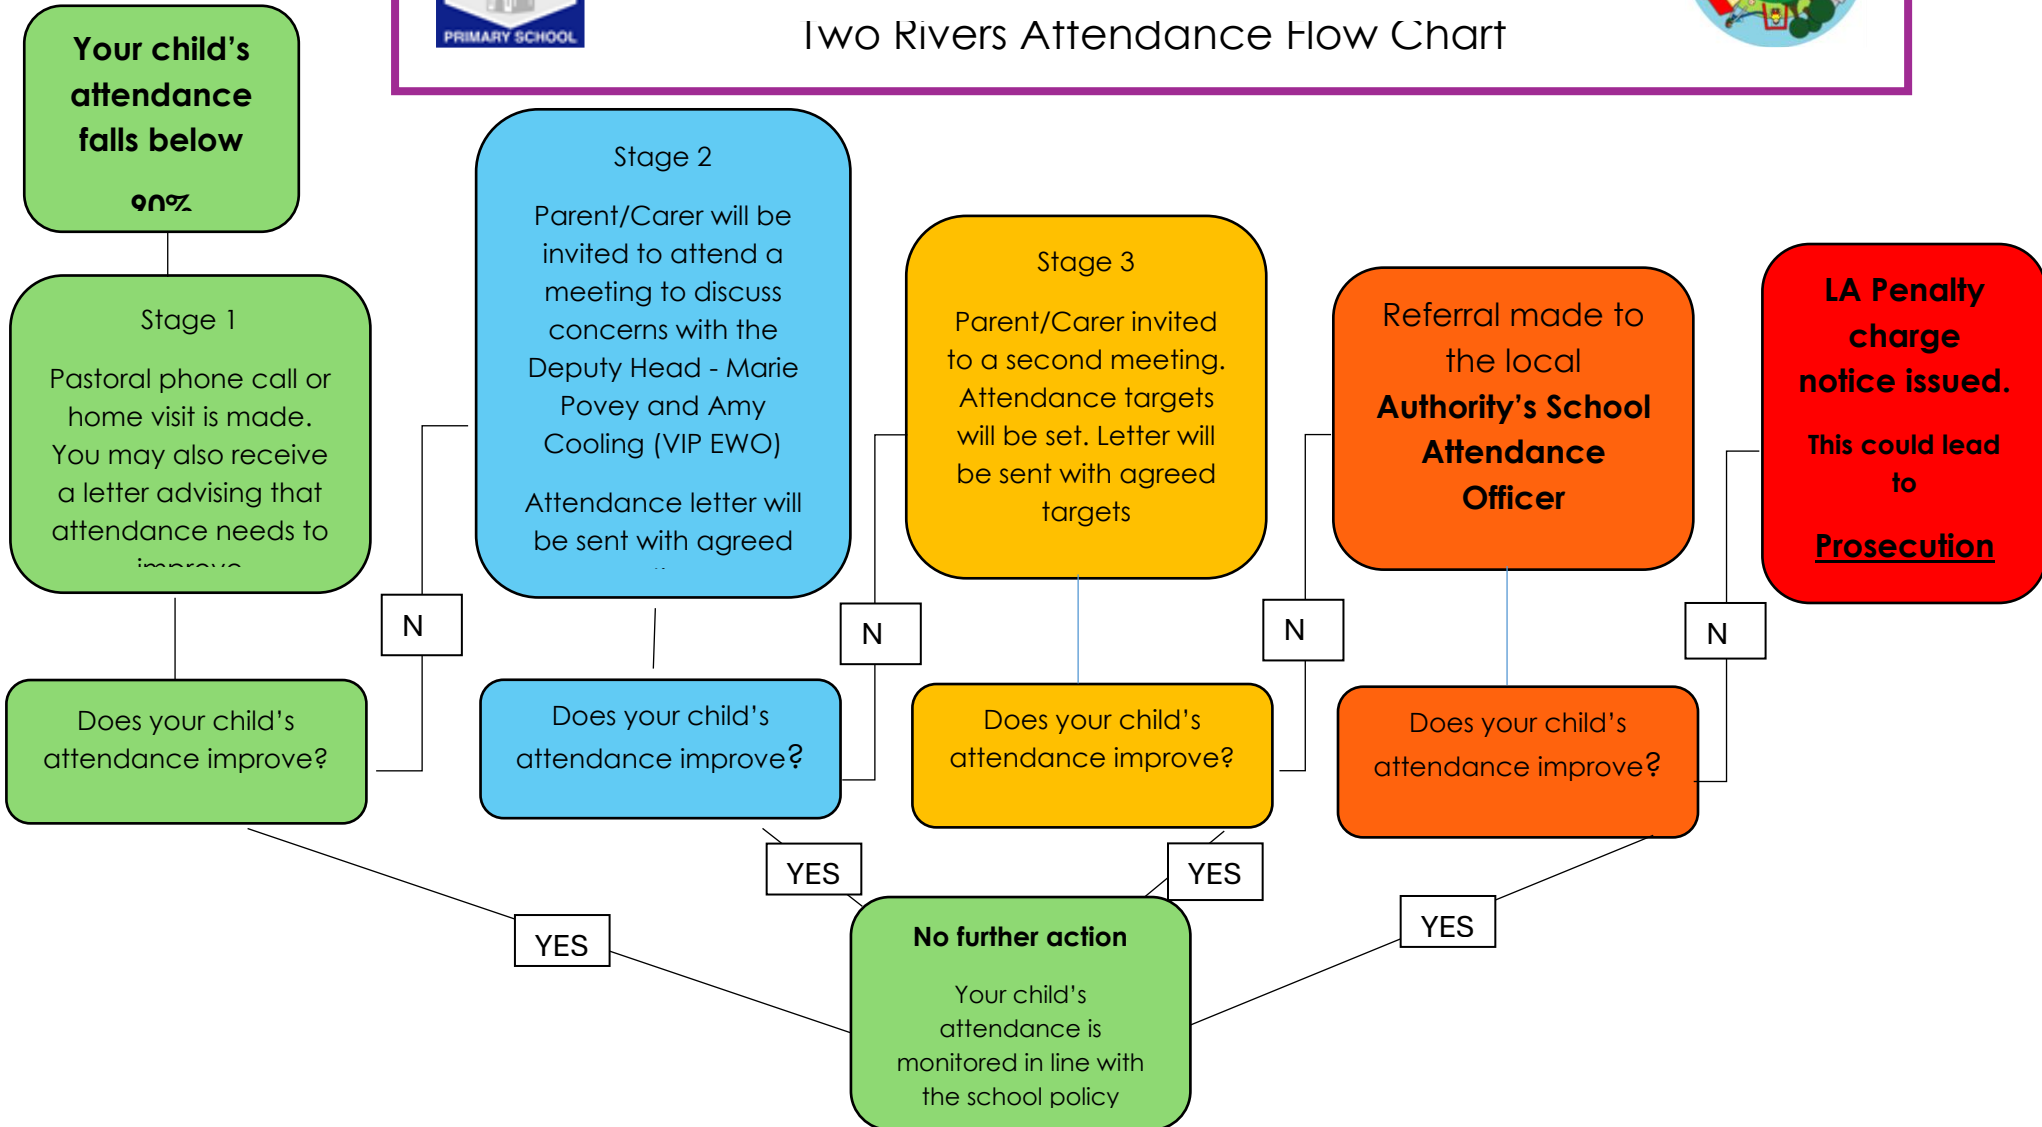 PRIMARY SCHOOL
Two Rivers Attendance Flow Chart
Your child's
attendance
falls below
90%
Stage 1
Pastoral phone call or
home visit is made.
You may also receive
a letter advising that
attendance needs to
improve
Does your child's
attendance improve?
N
Stage 2
Parent/Carer will be
invited to attend a
meeting to discuss
concerns with the
Deputy Head - Marie
Povey and Amy
Cooling (VIP EWO)
Attendance letter will
be sent with agreed
Does your child's
attendance improve?
N
Stage 3
Parent/Carer invited
to a second meeting.
Attendance targets
will be set. Letter will
be sent with agreed
targets
Does your child's
attendance improve?
N
Referral made to
the local
Authority's School
Attendance
Officer
Does your child's
attendance improve?
N
LA Penalty
charge
notice issued.
This could lead
to
Prosecution
YES
YES
YES
YES
No further action
Your child's
attendance is
monitored in line with
the school policy